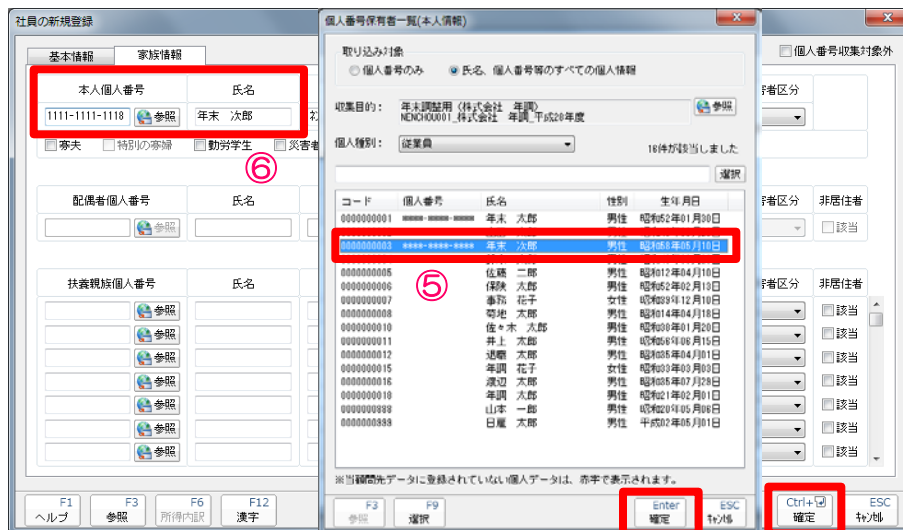 社員の新規登録
基本情報
家族情報
個人番号収集対象外
本人個人番号
氏名
害者区分
1111-1111-1118
参照
年末 次郎
寡夫
特別の寡婦
勤労学生
災害者
⑥
配偶者個人番号
氏名
害者区分
非居住者
参照
該当
扶養親族個人番号
氏名
害者区分
非居住者
参照
該当
参照
該当
参照
該当
参照
該当
参照
該当
参照
該当
参照
該当
F1
ヘルプ
F3
参照
F6
所得内訳
F12
漢字
Ctrl+
確定
ESC
ｷｬﾝｾﾙ
個人番号保有者一覧(本人情報)
取り込み対象
個人番号のみ
氏名、個人番号等のすべての個人情報
収集目的:
年末調整用 (株式会社 年調)
NENCHOU001_株式会社 年調_平成28年度
参照
個人種別:
従業員
16件が該当しました
選択
コード 個人番号 氏名 性別 生年月日
0000000001 ****-****-**** 年末 太郎 男性 昭和52年01月30日
0000000003 ****-****-**** 年末 次郎 男性 昭和58年05月10日
⑤
0000000005 佐藤 二郎 男性 昭和12年04月10日
0000000006 保険 太郎 男性 昭和52年02月13日
0000000007 事務 花子 女性 昭和39年12月10日
0000000008 菊地 太郎 男性 昭和14年04月18日
0000000010 佐々木 太郎 男性 昭和38年01月20日
0000000011 井上 太郎 男性 昭和56年06月15日
0000000012 退職 太郎 男性 昭和35年04月01日
0000000015 年調 花子 女性 昭和33年03月03日
0000000016 渡辺 太郎 男性 昭和35年07月28日
0000000018 年調 太郎 男性 昭和21年02月01日
0000000888 山本 一郎 男性 昭和20年05月06日
0000000999 日雇 太郎 男性 平成02年05月01日
※当顧問先データに登録されていない個人データは、赤字で表示されます。
F3
参照
F9
選択
Enter
確定
ESC
ｷｬﾝｾﾙ